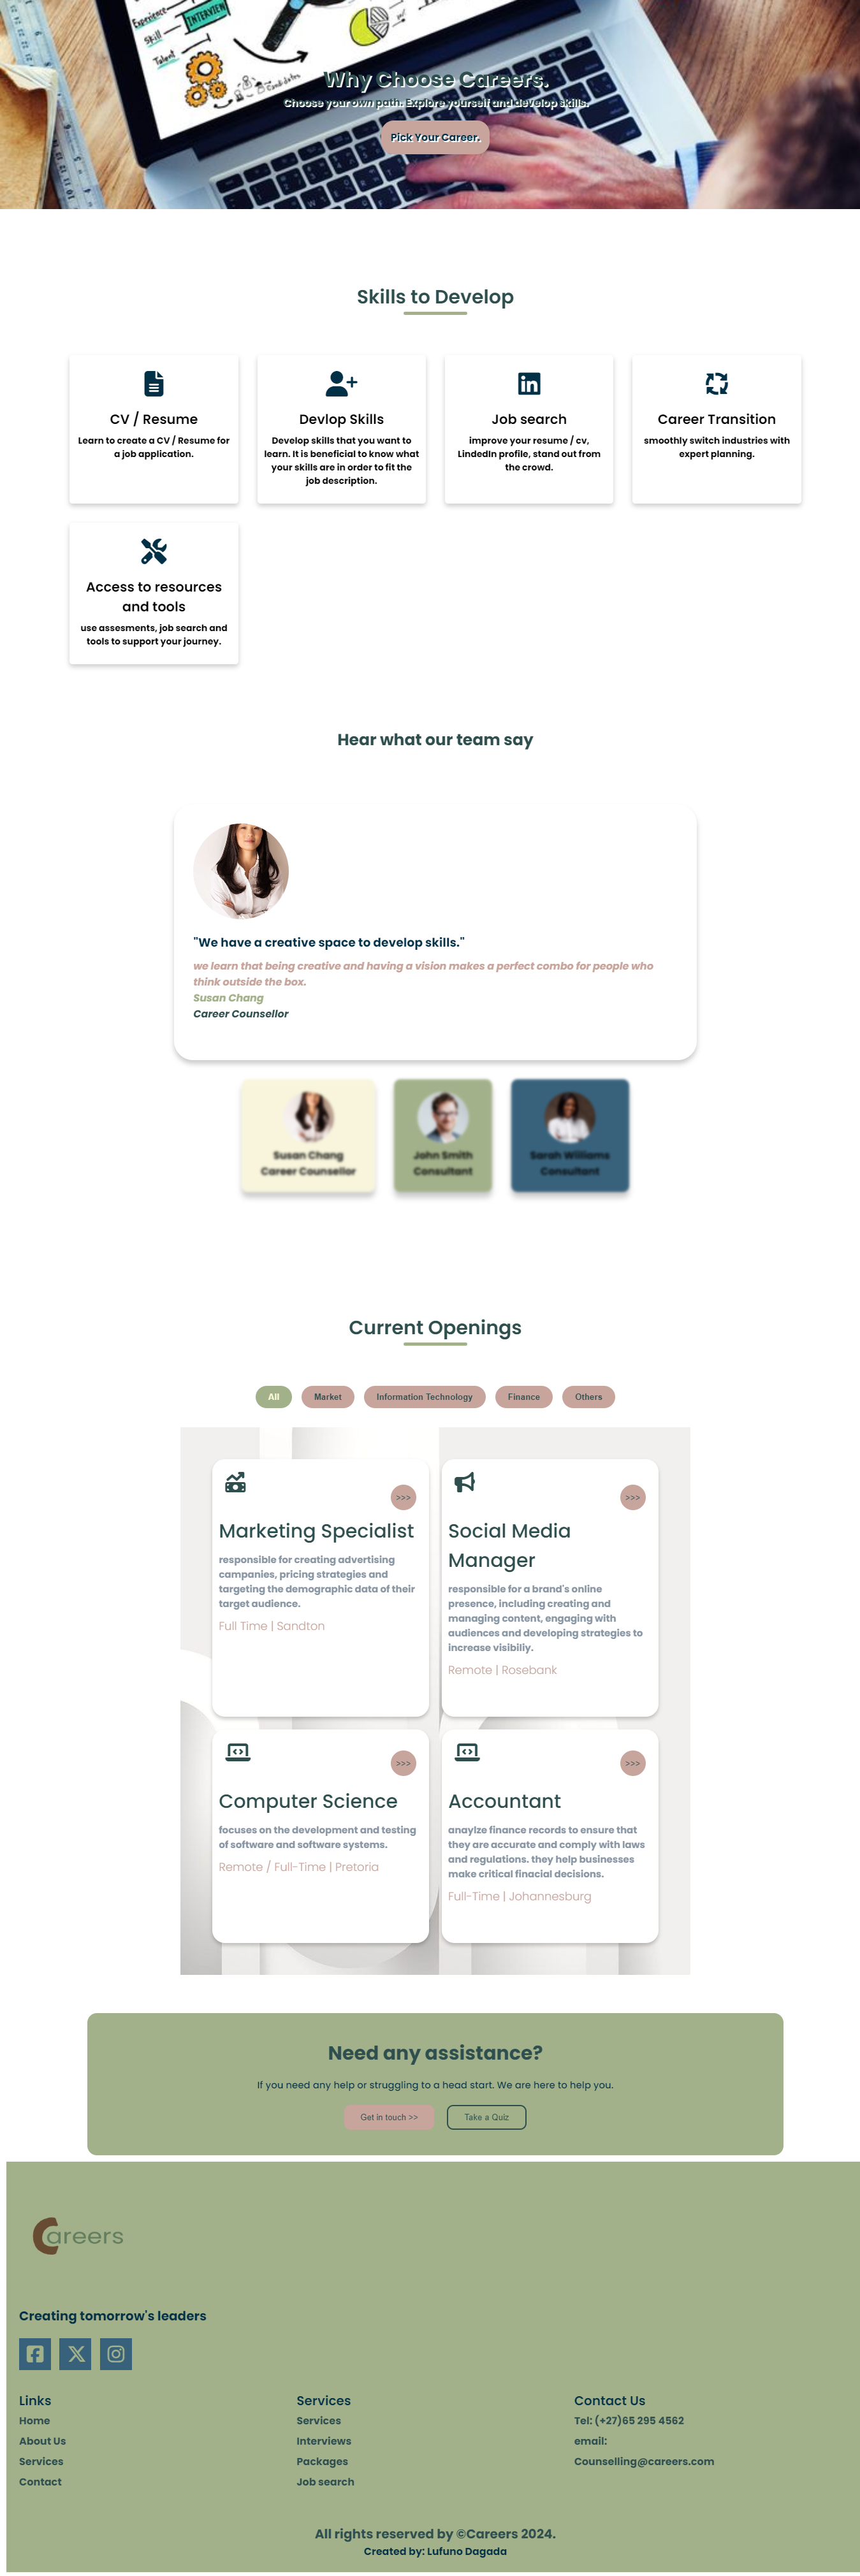 Experience
Skill
Talent
INTERVIEW
Candidates
Why Choose Careers.
Choose your own path. Explore yourself and develop skills.
Pick Your Career.
Skills to Develop
CV / Resume
Learn to create a CV / Resume for
a job application.
Devlop Skills
Develop skills that you want to
learn. It is beneficial to know what
your skills are in order to fit the
job description.
Job search
improve your resume / cv,
LindedIn profile, stand out from
the crowd.
Career Transition
smoothly switch industries with
expert planning.
Access to resources
and tools
use assesments, job search and
tools to support your journey.
Hear what our team say
"We have a creative space to develop skills."
we learn that being creative and having a vision makes a perfect combo for people who
think outside the box.
Susan Chang
Career Counsellor
Susan Chang
Career Counsellor
John Smith
Consultant
Sarah Williams
Consultant
Current Openings
All
Market
Information Technology
Finance
Others
>>>
Marketing Specialist
responsible for creating advertising
campaigns, pricing strategies and
targeting the demographic data of their
target audience.
Full Time | Sandton
>>>
Social Media
Manager
responsible for a brand's online
presence, including creating and
managing content, engaging with
audiences and developing strategies to
increase visibiliy.
Remote | Rosebank
>>>
Computer Science
focuses on the development and testing
of software and software systems.
Remote / Full-Time | Pretoria
>>>
Accountant
anaylze finance records to ensure that
they are accurate and comply with laws
and regulations. they help businesses
make critical finacial decisions.
Full-Time | Johannesburg
Need any assistance?
If you need any help or struggling to a head start. We are here to help you.
Get in touch >>
Take a Quiz
Careers
Creating tomorrow's leaders
Links
Home
About Us
Services
Contact
Services
Services
Interviews
Packages
Job search
Contact Us
Tel: (+27)65 295 4562
email:
Counselling@careers.com
All rights reserved by ©Careers 2024.
Created by: Lufuno Dagada